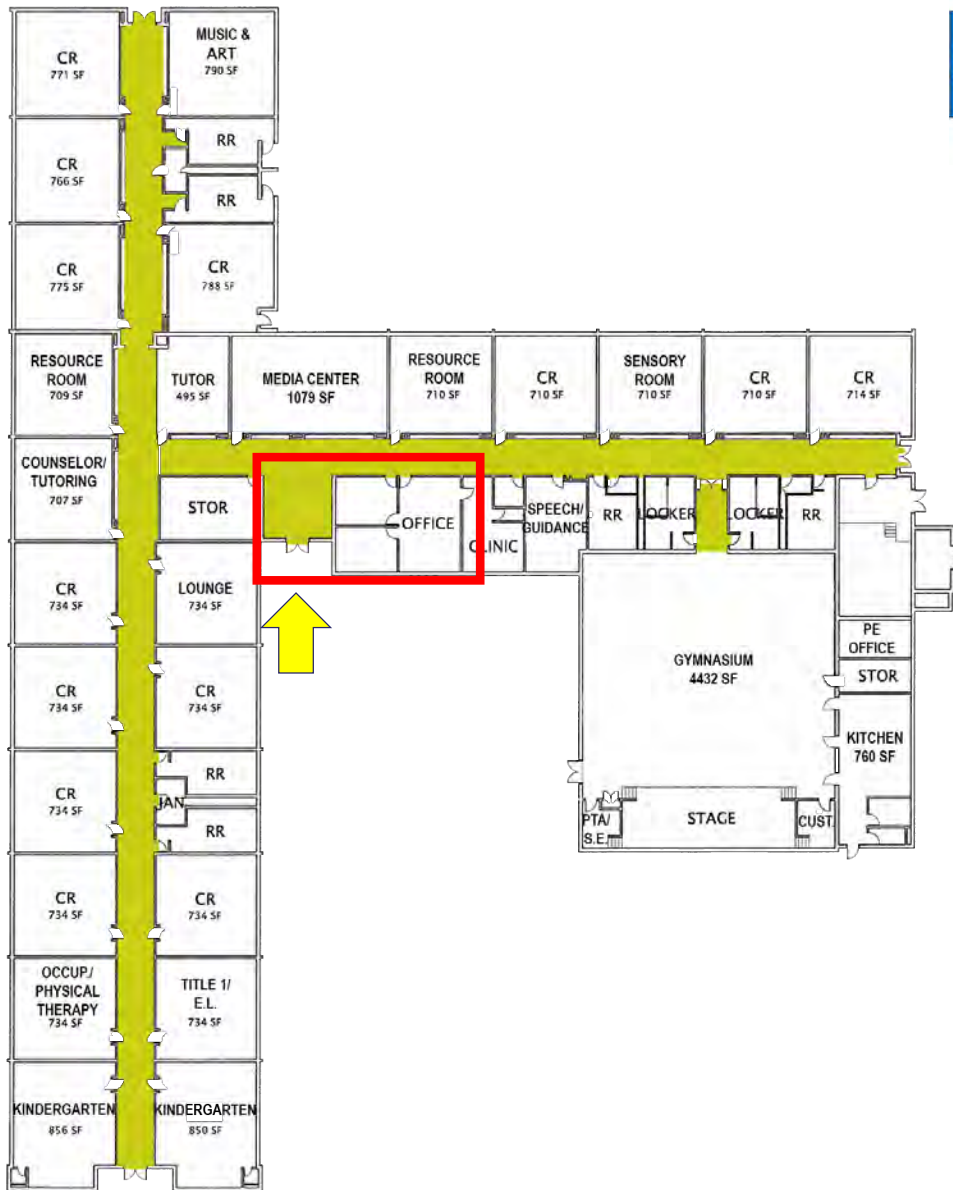 CR
771 SF
MUSIC &
ART
790 SF
CR
766 SF
RR
RR
CR
775 SF
CR
788 SF
RESOURCE
ROOM
709 SF
TUTOR
495 SF
MEDIA CENTER
1079 SF
RESOURCE
ROOM
710 SF
CR
710 SF
SENSORY
ROOM
710 SF
CR
710 SF
CR
714 SF
COUNSELOR/
TUTORING
707 SF
STOR
OFFICE
CLINIC
SPEECH/
GUIDANCE
RR
LOCKER
LOCKER
RR
CR
734 SF
LOUNGE
734 SF
PE
OFFICE
STOR
GYMNASIUM
4432 SF
CR
734 SF
CR
734 SF
KITCHEN
760 SF
CR
734 SF
RR
JAN
RR
PTA/
S.E.
STAGE
CUST.
CR
734 SF
CR
734 SF
OCCUP./
PHYSICAL
THERAPY
734 SF
TITLE 1/
E.L.
734 SF
KINDERGARTEN
856 SF
KINDERGARTEN
850 SF